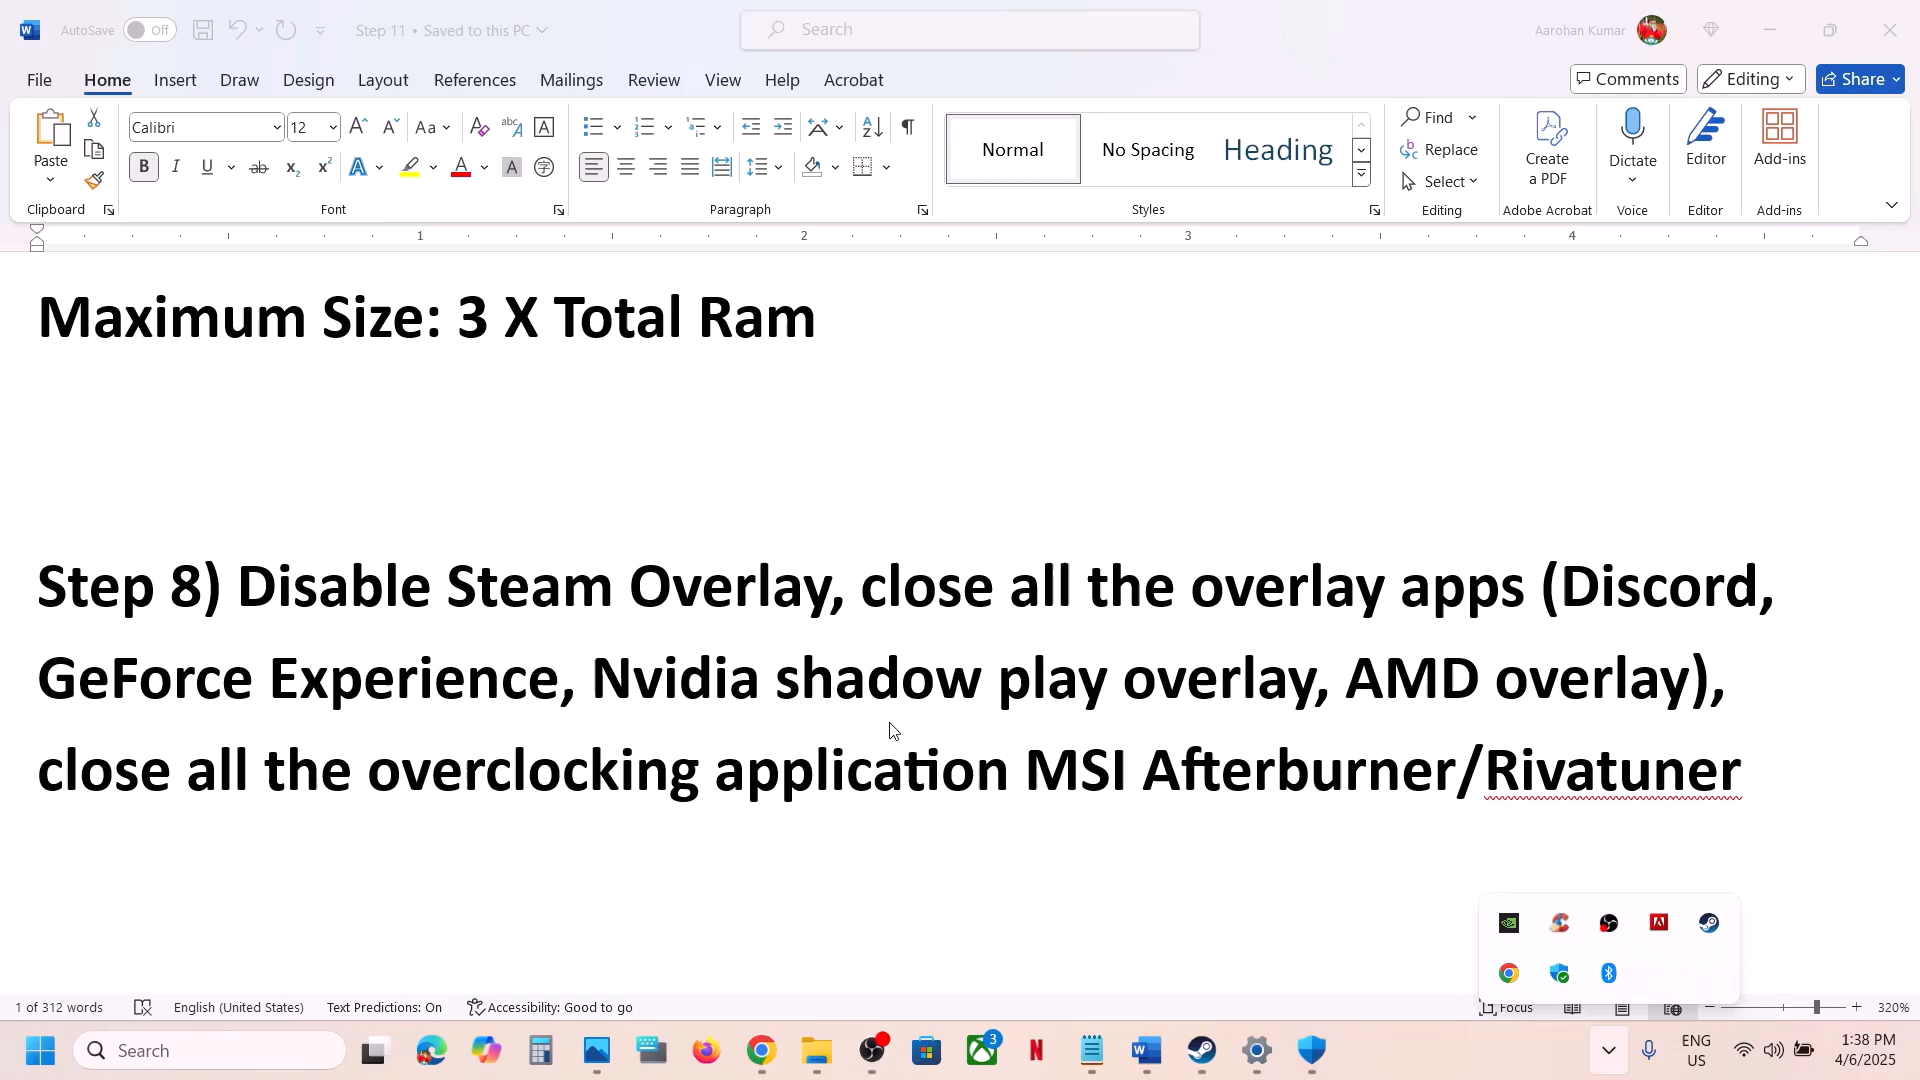 AutoSave Off Step 11 • Saved to this PC Search Aarohan Kumar
File Home Insert Draw Design Layout References Mailings Review View Help Acrobat Comments Editing Share
Paste
Calibri 12 Aa
Normal No Spacing Heading
Find
Replace
Select
Create a PDF
Dictate
Editor
Add-ins
Clipboard Font Paragraph Styles Editing Adobe Acrobat Voice Editor Add-ins
1 2 3 4
Maximum Size: 3 X Total Ram
Step 8) Disable Steam Overlay, close all the overlay apps (Discord,
GeForce Experience, Nvidia shadow play overlay, AMD overlay),
close all the overclocking application MSI Afterburner/Rivatuner
1 of 312 words English (United States) Text Predictions: On Accessibility: Good to go Focus 320%
Search 3 ENG US 1:38 PM 4/6/2025